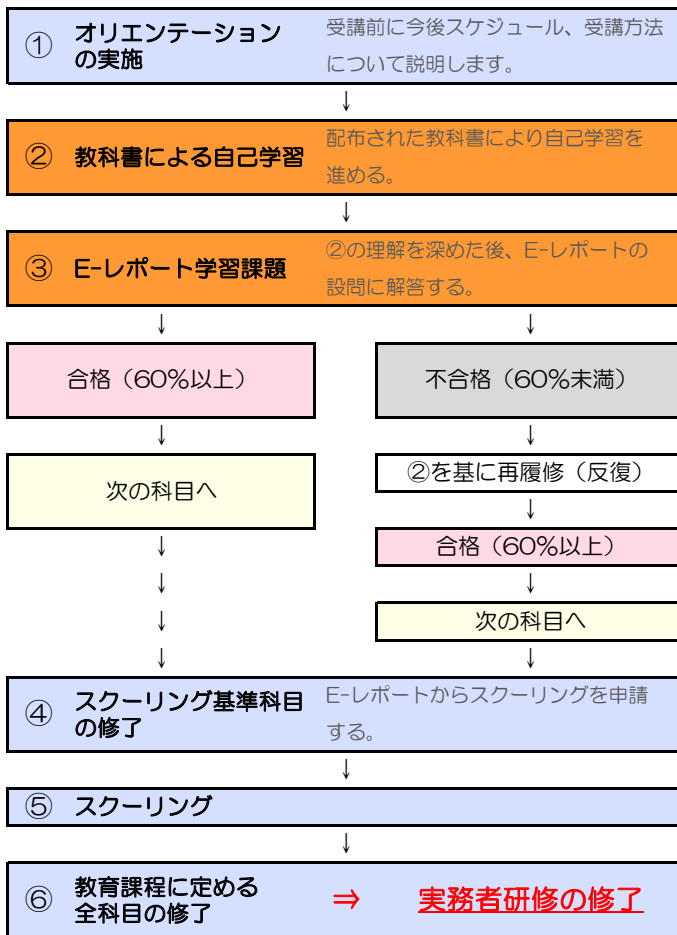 ① オリエンテーション
の実施
受講前に今後スケジュール、受講方法
について説明します。
↓
② 教科書による自己学習
配布された教科書により自己学習を
進める。
↓
③ E-レポート学習課題
②の理解を深めた後、E-レポートの
設問に解答する。
↓ ↓
合格（60％以上）
不合格（60％未満）
↓ ↓
次の科目へ
②を基に再履修（反復）
↓
合格（60％以上）
↓ ↓
↓
次の科目へ
↓ ↓
④ スクーリング基準科目
の修了
E-レポートからスクーリングを申請
する。
↓
⑤ スクーリング
↓
⑥ 教育課程に定める
全科目の修了
⇒ 実務者研修の修了